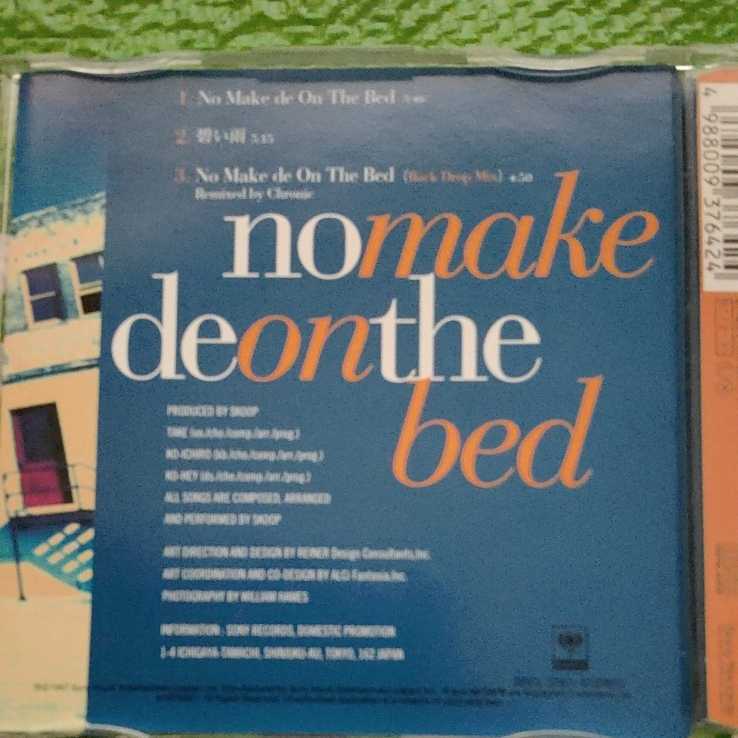 1. No Make de On The Bed
2. 碧い雨 5:15
3. No Make de On The Bed (Back Drop Mix) 4:50
Remixed by Chronic
nomake
deonthe
bed
PRODUCED BY SKOOP
TAKE (vo./cho./comp./arr./prog.)
KO-ICHIRO (kb./cho./comp./arr./prog.)
KO-HEY (ds./cho./comp./arr./prog.)
ALL SONGS ARE COMPOSED, ARRANGED
AND PERFORMED BY SKOOP
ART DIRECTION AND DESIGN BY REINER Design Consultants, Inc.
ART COORDINATION AND CO-DESIGN BY ALCI Fantasia, Inc.
PHOTOGRAPHY BY WILLIAM HAMES
INFORMATION : SONY RECORDS, DOMESTIC PROMOTION
1-4 ICHIGAYA-TAMACHI, SHINJUKU-KU, TOKYO, 162 JAPAN
4 988009 376424